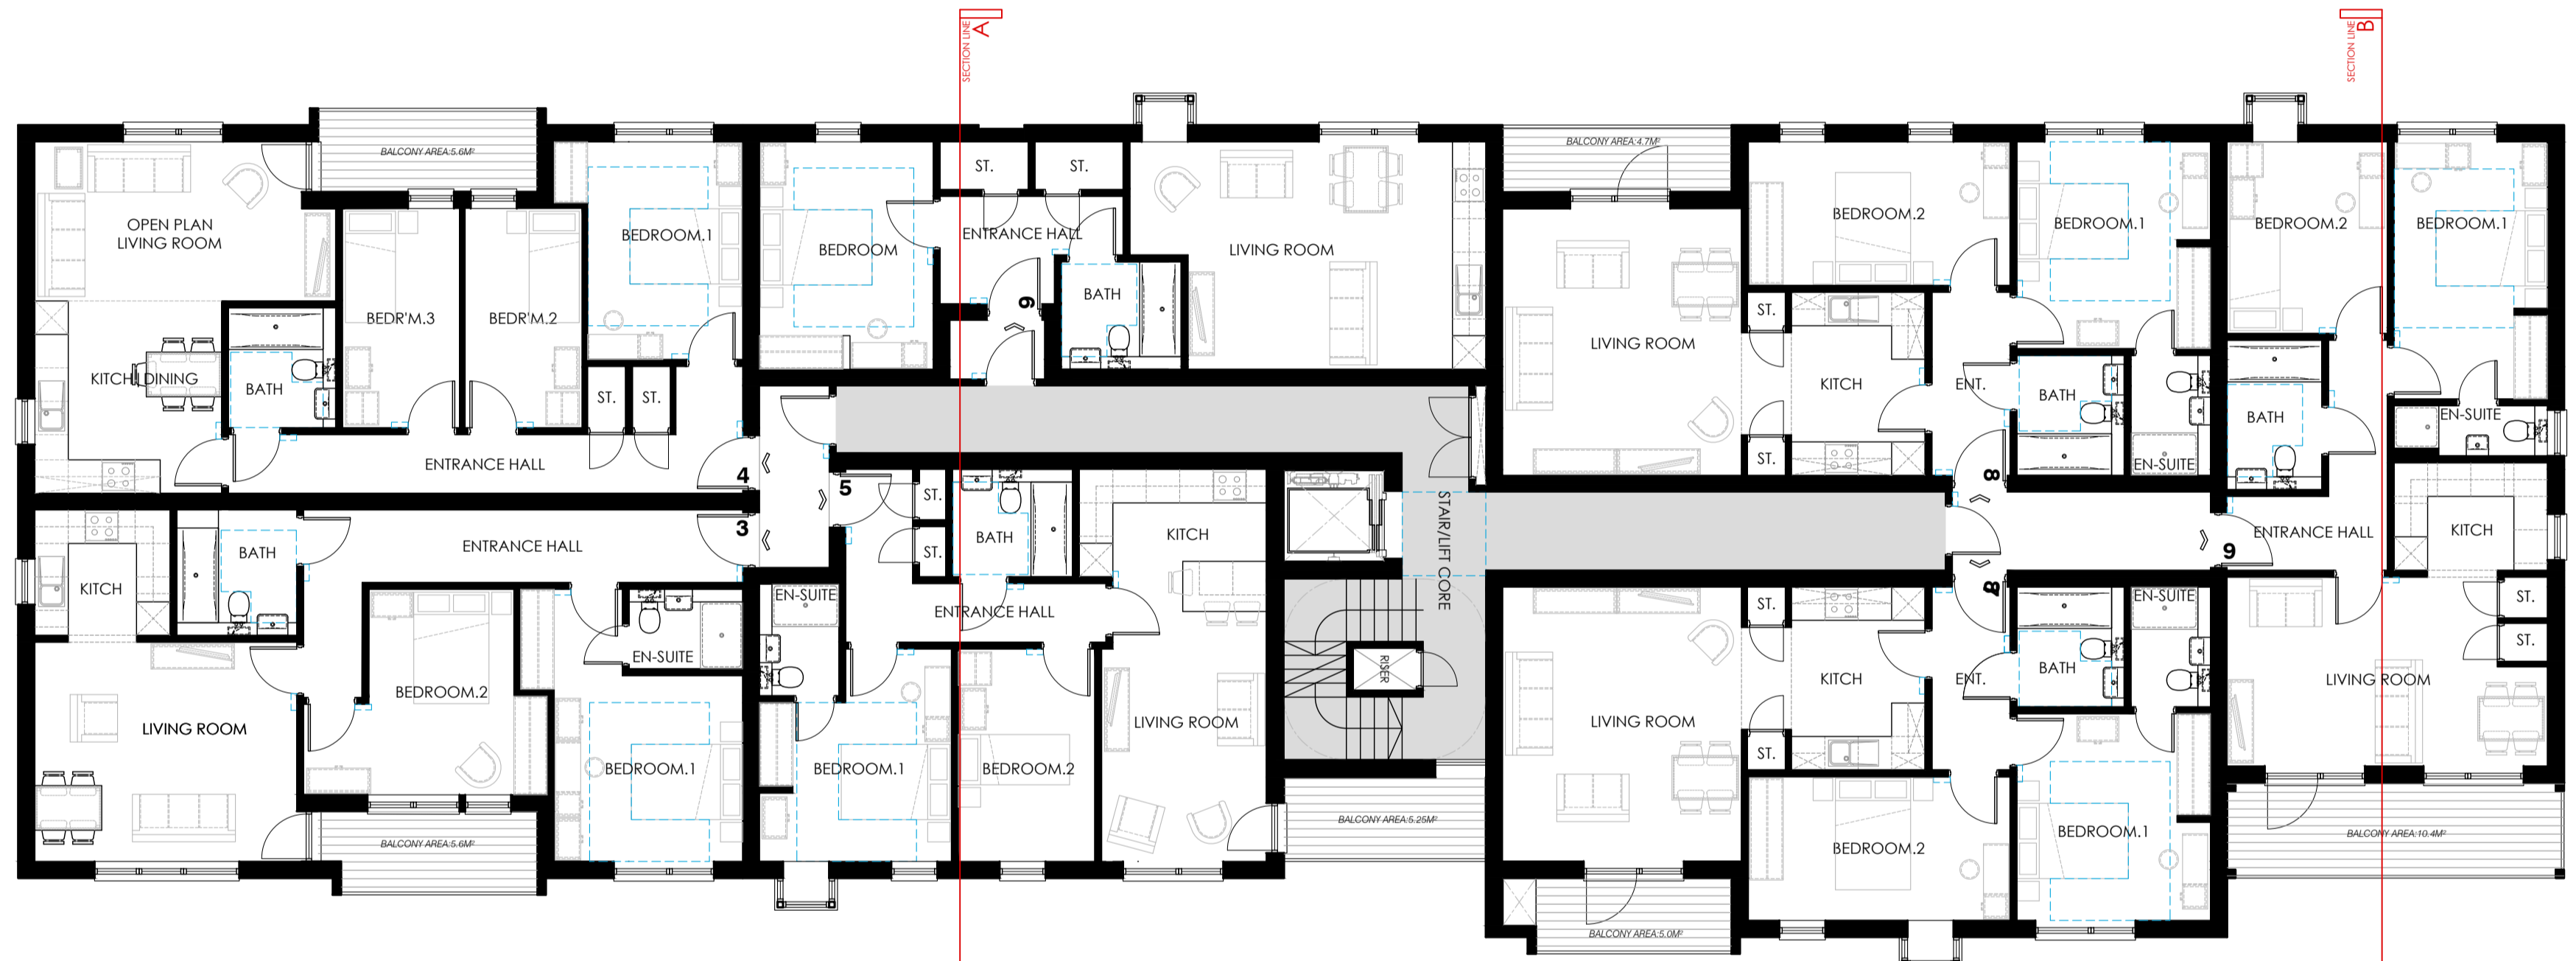 SECTION LINE
A
SECTION LINE
B
BALCONY AREA:5.6M²
BALCONY AREA:4.7M²
ST.
ST.
OPEN PLAN
LIVING ROOM
BEDROOM.1
BEDROOM
ENTRANCE HALL
LIVING ROOM
BEDROOM.2
BEDROOM.1
BEDROOM.2
BEDROOM.1
BEDR'M.3
BEDR'M.2
BATH
9
ST.
LIVING ROOM
KITCH/DINING
BATH
ST.
ST.
KITCH
ENT.
BATH
BATH
EN-SUITE
ENTRANCE HALL
4
5
ST.
ST.
EN-SUITE
8
STAIR/LIFT CORE
3
ENTRANCE HALL
BATH
BATH
KITCH
ST.
ENTRANCE HALL
9
KITCH
KITCH
EN-SUITE
ENTRANCE HALL
ST.
EN-SUITE
ST.
ST.
EN-SUITE
RISER
KITCH
ENT.
BATH
LIVING ROOM
BEDROOM.2
LIVING ROOM
LIVING ROOM
LIVING ROOM
ST.
BEDROOM.1
BEDROOM.1
BEDROOM.2
BEDROOM.2
BEDROOM.1
BALCONY AREA:5.6M²
BALCONY AREA:5.25M²
BALCONY AREA:10.4M²
BALCONY AREA:5.0M²